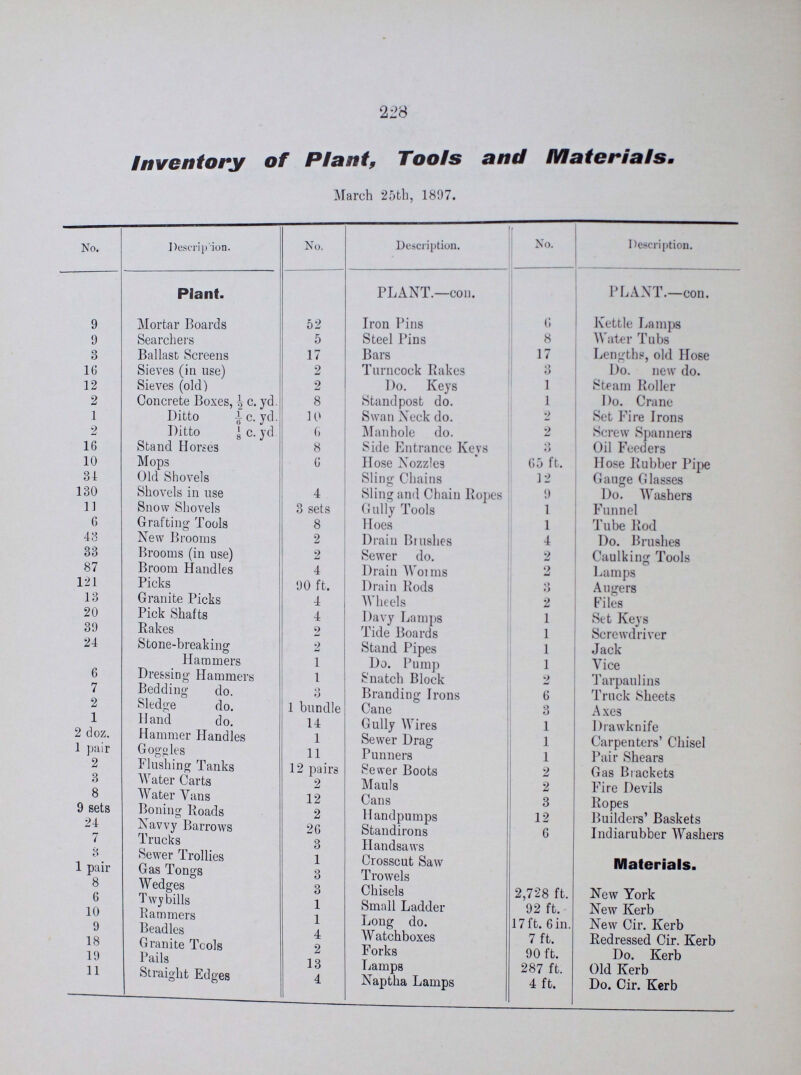 228
Inventory of Plant, Tools and Materials.
March 25th, 1897.
No. Descrip ion.
Plant.
9 Mortar Boards
9 Searchers
3 Ballast Screens
16 Sieves (in use)
12 Sieves (old)
2 Concrete Boxes, c. yd.
1 Ditto 1/6 c. yd.
2 Ditto 1/8 c. yd
16 Stand Horses
10 Mops
34 Old Shovels
130 Shovels in use
11 Snow Shovels
6 Grafting Tools
43 New Brooms
33 Brooms (in use)
87 Broom Handles
121 Picks
13 Granite Picks
20 Pick Shafts
39 Rakes
24 Stone-breaking
Hammers
6 Dressing Hammers
7 Bedding do.
2 Sledge do.
1 Hand do.
2 doz. Hammer Handles
1 pair Goggles
2 Flushing Tanks
3 Water Carts
8 Water Vans
9 sets Boning Roads
24 Navvy Barrows
7 Trucks
3 Sewer Trollies
1 pair Gas Tongs
8 Wedges
6 Twybills
10 Rammers
9 Beadles
18 Granite Tools
19 Pails
11 Straight Edges
No. Description.
PLANT.—con.
52 Iron Pins
5 Steel Pins
17 Bars
2 Turncock Rakes
2 Do. Keys
8 Standpost do.
10 Swan Neck do.
6 Manhole do.
8 Side Entrance Keys
6 Hose Nozzles
Sling Chains
4 Sling and Chain Ropes
3 sets Gully Tools
8 Hoes
2 Drain Brushes
2 Sewer do.
4 Drain Worms
90 ft. Drain Rods
4 Wheels
4 Davy Lamps
2 Tide Boards
2 Stand Pipes
1 Do. Pump
1 Snatch Block
3 Branding Irons
1 bundle Cane
14 Gully Wires
1 Sewer Drag
11 Punners
12 pairs Sewer Boots
2 Mauls
12 Cans
2 Handpumps
26 Standirons
3 Handsaws
1 Crosscut Saw
3 Trowels
3 Chisels
1 Small Ladder
1 Long do.
4 Watchboxes
2 Forks
13 Lamps
4 Naptha Lamps
No. Description.
PLANT.—con.
6 Kettle Lamps
8 Water Tubs
17 Lengths, old Hose
3 Do. new do.
1 Steam Roller
1 Do. Crane
2 Set Fire Irons
2 Screw Spanners
3 Oil Feeders
65 ft. Hose Rubber Pipe
12 Gauge Glasses
9 Do. Washers
1 Funnel
1 Tube Rod
4 Do. Brushes
2 Caulking Tools
2 Lamps
3 Augers
2 Files
1 Set Keys
1 Screwdriver
1 Jack
1 Vice
2 Tarpaulins
6 Truck Sheets
3 Axes
1 Drawknife
1 Carpenters' Chisel
1 Pair Shears
2 Gas Brackets
2 Fire Devils
3 Ropes
12 Builders' Baskets
6 Indiarubber Washers
Materials.
2,728 ft. New York
92 ft. New Kerb
17 ft. 6 in. New Cir. Kerb
7 ft. Redressed Cir. Kerb
90 ft. Do. Kerb
287 ft. Old Kerb
4 ft. Do. Cir. Kerb